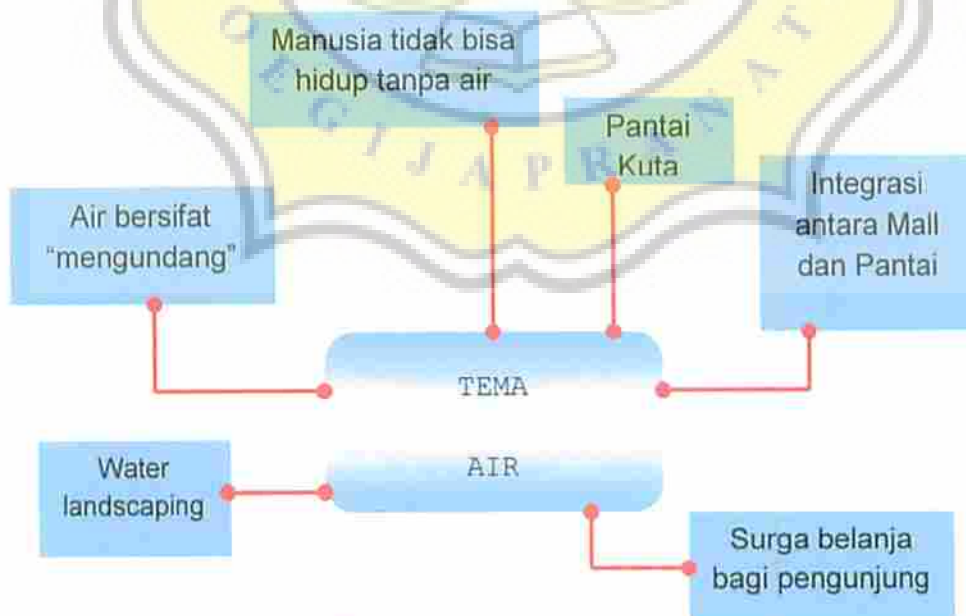 Manusia tidak bisa
hidup tanpa air
Pantai
Kuta
Integrasi
antara Mall
dan Pantai
Air bersifat
“mengundang”
TEMA
AIR
Water
landscaping
Surga belanja
bagi pengunjung